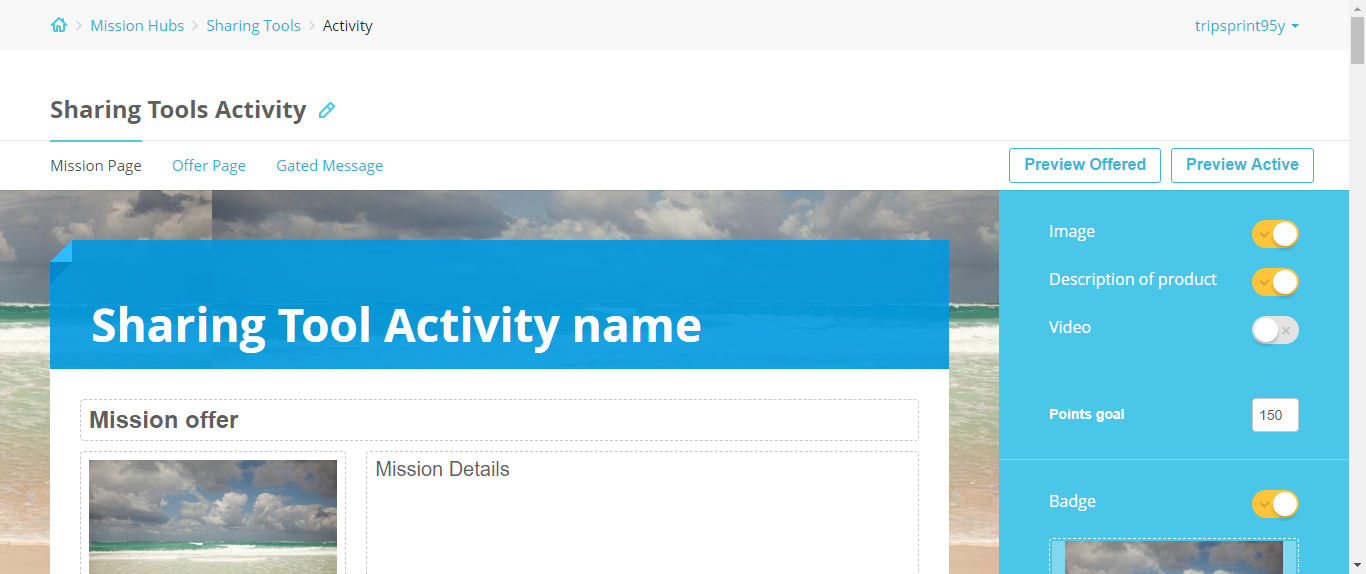 Mission Hubs Sharing Tools Activity tripsprint95y
Sharing Tools Activity
Mission Page Offer Page Gated Message Preview Offered Preview Active
Image
Description of product
Sharing Tool Activity name
Video
Mission offer
Points goal 150
Mission Details
Badge